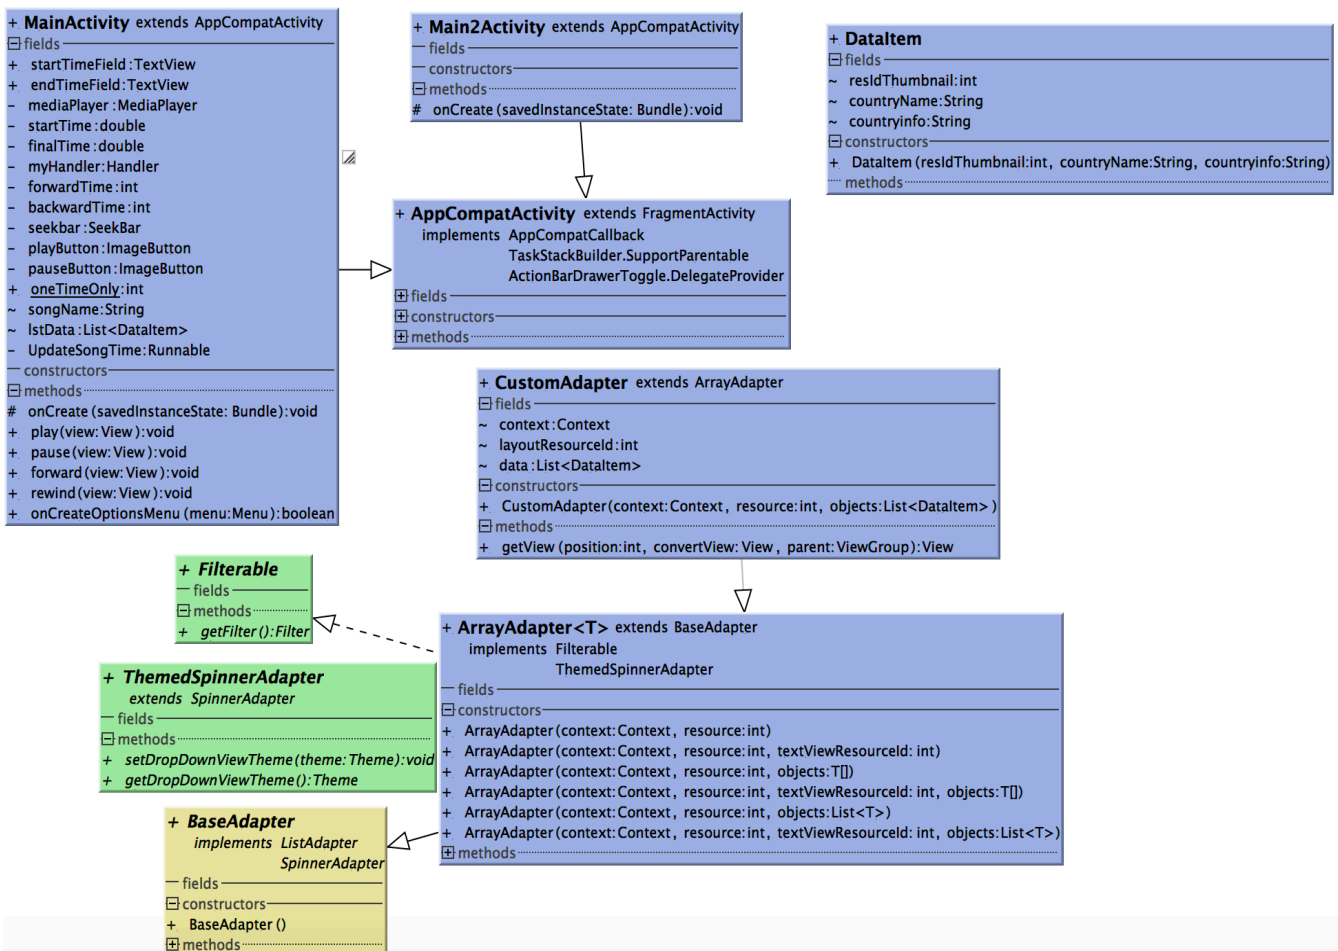 + MainActivity extends AppCompatActivity
fields
+ startTimeField:TextView
+ endTimeField:TextView
- mediaPlayer:MediaPlayer
- startTime:double
- finalTime:double
- myHandler:Handler
- forwardTime:int
- backwardTime:int
- seekbar:SeekBar
- playButton:ImageButton
- pauseButton:ImageButton
+ oneTimeOnly:int
~ songName:String
~ lstData:List<DataItem>
- UpdateSongTime:Runnable
constructors
methods
# onCreate(savedInstanceState: Bundle):void
+ play(view: View):void
+ pause(view: View):void
+ forward(view: View):void
+ rewind(view: View):void
+ onCreateOptionsMenu(menu:Menu):boolean
+ Main2Activity extends AppCompatActivity
fields
constructors
methods
# onCreate(savedInstanceState: Bundle):void
+ DataItem
fields
~ resIdThumbnail:int
~ countryName:String
~ countryinfo:String
constructors
+ DataItem(resIdThumbnail:int, countryName:String, countryinfo:String)
methods
+ AppCompatActivity extends FragmentActivity
implements AppCompatCallback
TaskStackBuilder.SupportParentable
ActionBarDrawerToggle.DelegateProvider
fields
constructors
methods
+ CustomAdapter extends ArrayAdapter
fields
~ context:Context
~ layoutResourceId:int
~ data:List<DataItem>
constructors
+ CustomAdapter(context:Context, resource:int, objects:List<DataItem>)
methods
+ getView(position:int, convertView: View, parent:ViewGroup):View
+ Filterable
fields
methods
+ getFilter():Filter
+ ThemedSpinnerAdapter
extends SpinnerAdapter
fields
methods
+ setDropDownViewTheme(theme: Theme):void
+ getDropDownViewTheme():Theme
+ ArrayAdapter<T> extends BaseAdapter
implements Filterable
ThemedSpinnerAdapter
fields
constructors
+ ArrayAdapter(context:Context, resource:int)
+ ArrayAdapter(context:Context, resource:int, textViewResourceId: int)
+ ArrayAdapter(context:Context, resource:int, objects:T[])
+ ArrayAdapter(context:Context, resource:int, textViewResourceId: int, objects:T[])
+ ArrayAdapter(context:Context, resource:int, objects:List<T>)
+ ArrayAdapter(context:Context, resource:int, textViewResourceId: int, objects:List<T>)
methods
+ BaseAdapter
implements ListAdapter
SpinnerAdapter
fields
constructors
+ BaseAdapter()
methods